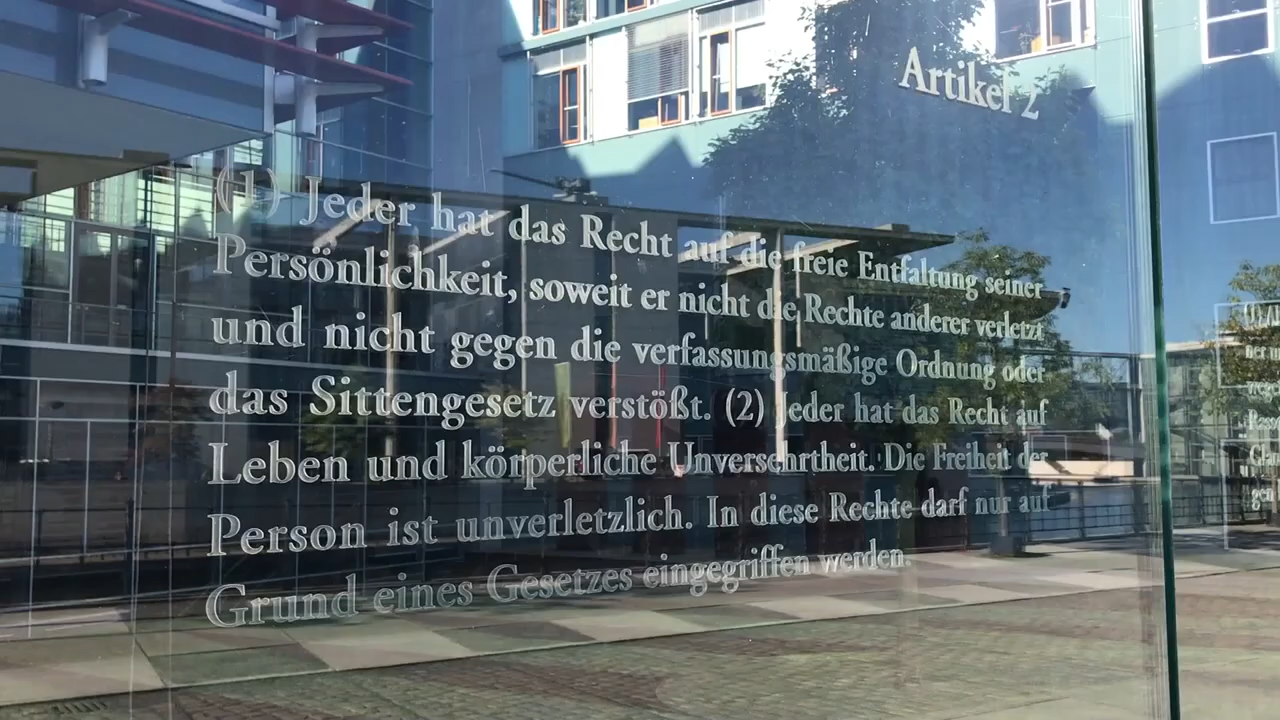 Artikel 2
(1) Jeder hat das Recht auf die freie Entfaltung seiner
Persönlichkeit, soweit er nicht die Rechte anderer verletzt
und nicht gegen die verfassungsmäßige Ordnung oder
das Sittengesetz verstößt. (2) Jeder hat das Recht auf
Leben und körperliche Unversehrtheit. Die Freiheit der
Person ist unverletzlich. In diese Rechte darf nur auf
Grund eines Gesetzes eingegriffen werden.